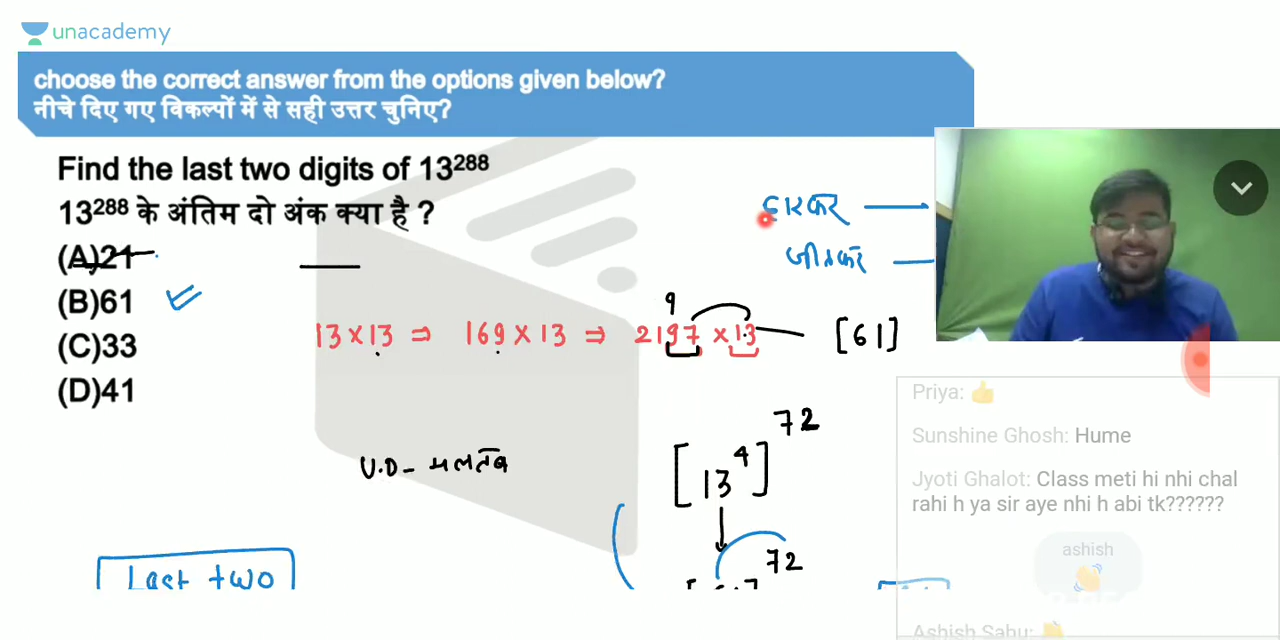 unacademy
choose the correct answer from the options given below?
नीचे दिए गए विकल्पों में से सही उत्तर चुनिए?
Find the last two digits of 13²⁸⁸
13²⁸⁸ के अंतिम दो अंक क्या है ?
(A)21
(B)61
(C)33
(D)41
13×13 ⇒ 169×13 ⇒ 2197×13 [61]
9
[13⁴]⁷²
U.D - मलतब
72
Last two
Priya: 👍
Sunshine Ghosh: Hume
Jyoti Ghalot: Class meti hi nhi chal
rahi h ya sir aye nhi h abi tk??????
ashish
👏
Ashish Sahu: 👏